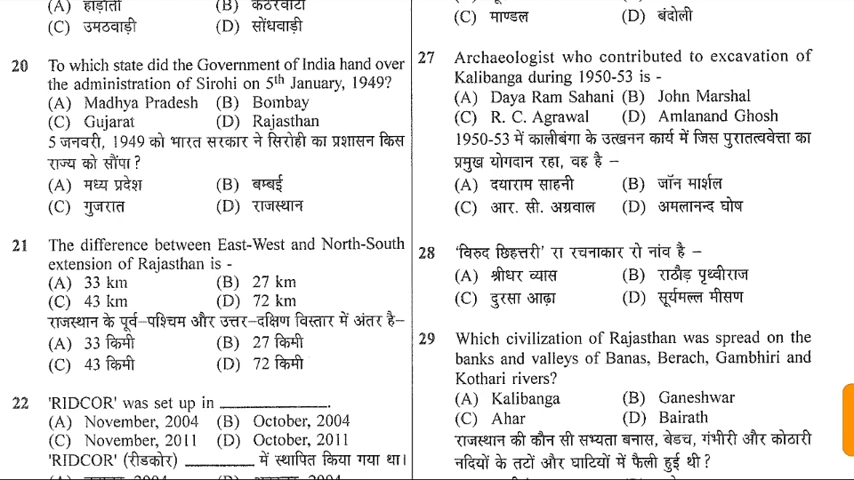 (A) हाड़ौती (B) कठेरवाटी
(C) उमठवाड़ी (D) सोंधवाड़ी
20 To which state did the Government of India hand over
the administration of Sirohi on 5th January, 1949?
(A) Madhya Pradesh (B) Bombay
(C) Gujarat (D) Rajasthan
5 जनवरी, 1949 को भारत सरकार ने सिरोही का प्रशासन किस
राज्य को सौंपा ?
(A) मध्य प्रदेश (B) बम्बई
(C) गुजरात (D) राजस्थान
21 The difference between East-West and North-South
extension of Rajasthan is -
(A) 33 km (B) 27 km
(C) 43 km (D) 72 km
राजस्थान के पूर्व–पश्चिम और उत्तर–दक्षिण विस्तार में अंतर है–
(A) 33 किमी (B) 27 किमी
(C) 43 किमी (D) 72 किमी
22 'RIDCOR' was set up in ____________.
(A) November, 2004 (B) October, 2004
(C) November, 2011 (D) October, 2011
'RIDCOR' (रीडकोर) ________ में स्थापित किया गया था।
(C) माण्डल (D) बंदोली
27 Archaeologist who contributed to excavation of
Kalibanga during 1950-53 is -
(A) Daya Ram Sahani (B) John Marshal
(C) R. C. Agrawal (D) Amlanand Ghosh
1950-53 में कालीबंगा के उत्खनन कार्य में जिस पुरातत्ववेत्ता का
प्रमुख योगदान रहा, वह है –
(A) दयाराम साहनी (B) जॉन मार्शल
(C) आर. सी. अग्रवाल (D) अमलानन्द घोष
28 'विरुद छिहत्तरी' रा रचनाकार रो नांव है –
(A) श्रीधर व्यास (B) राठौड़ पृथ्वीराज
(C) दुरसा आढ़ा (D) सूर्यमल्ल मीसण
29 Which civilization of Rajasthan was spread on the
banks and valleys of Banas, Berach, Gambhiri and
Kothari rivers?
(A) Kalibanga (B) Ganeshwar
(C) Ahar (D) Bairath
राजस्थान की कौन सी सभ्यता बनास, बेडच, गंभीरी और कोठारी
नदियों के तटों और घाटियों में फैली हुई थी ?